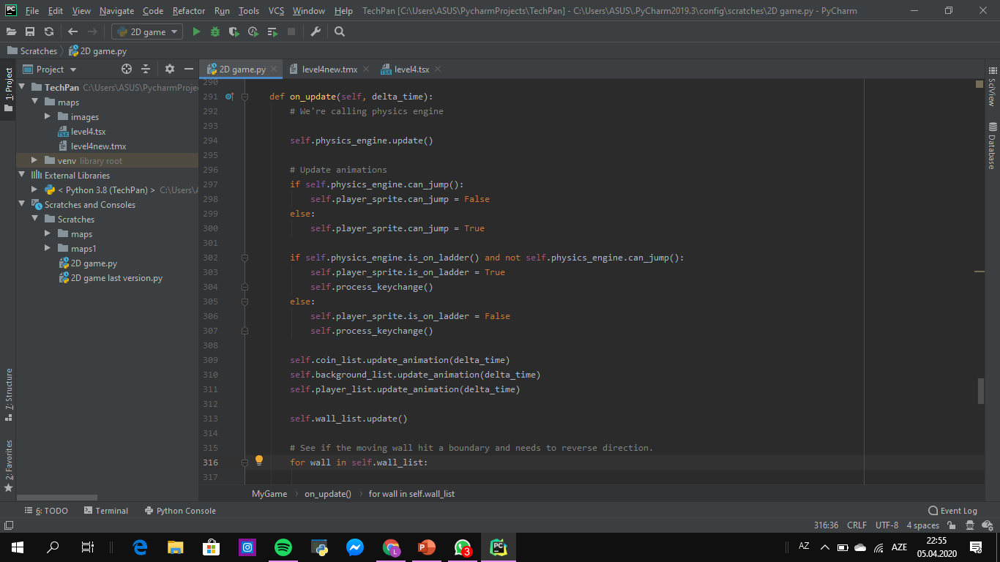 PC File Edit View Navigate Code Refactor Run Tools VCS Window Help TechPan [C:\Users\ASUS\PycharmProjects\TechPan] - C:\Users\ASUS\.PyCharm2019.3\config\scratches\2D game.py - PyCharm
2D game
Scratches 2D game.py
1: Project
Project
2D game.py level4new.tmx level4.tsx
TechPan C:\Users\ASUS\PycharmProje
maps
images
level4.tsx
level4new.tmx
venv library root
External Libraries
< Python 3.8 (TechPan) > C:\Users\A
Scratches and Consoles
Scratches
maps
maps1
2D game.py
2D game last version.py
7: Structure
2: Favorites
290
291 def on_update(self, delta_time):
292 # We're calling physics engine
293
294 self.physics_engine.update()
295
296 # Update animations
297 if self.physics_engine.can_jump():
298 self.player_sprite.can_jump = False
299 else:
300 self.player_sprite.can_jump = True
301
302 if self.physics_engine.is_on_ladder() and not self.physics_engine.can_jump():
303 self.player_sprite.is_on_ladder = True
304 self.process_keychange()
305 else:
306 self.player_sprite.is_on_ladder = False
307 self.process_keychange()
308
309 self.coin_list.update_animation(delta_time)
310 self.background_list.update_animation(delta_time)
311 self.player_list.update_animation(delta_time)
312
313 self.wall_list.update()
314
315 # See if the moving wall hit a boundary and needs to reverse direction.
316 for wall in self.wall_list:
317
SciView
Database
MyGame on_update() for wall in self.wall_list
6: TODO Terminal Python Console Event Log
316:36 CRLF UTF-8 4 spaces
L P 3 PC AZ AZE 22:55
05.04.2020